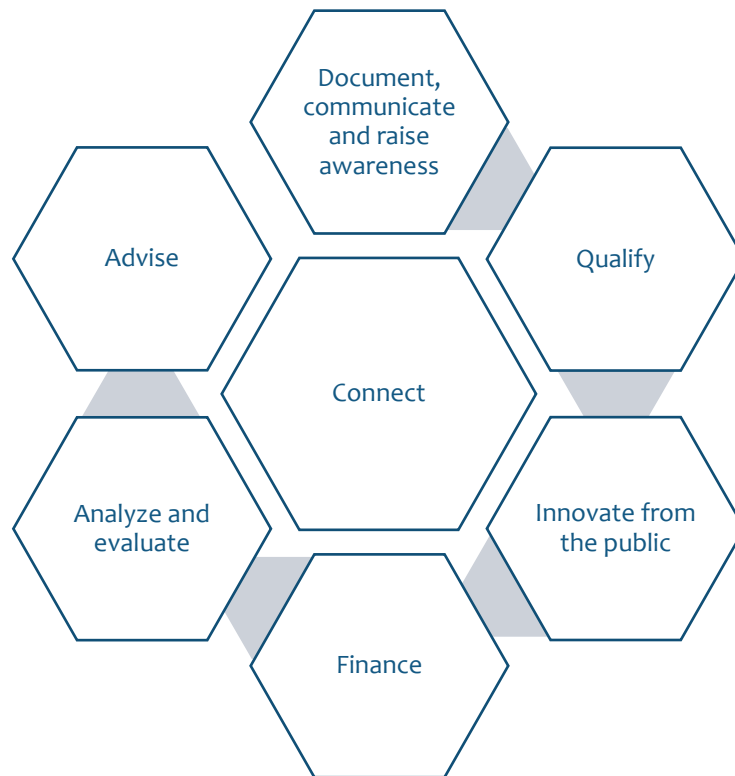 Document,
communicate
and raise
awareness
Advise
Qualify
Connect
Analyze and
evaluate
Innovate from
the public
Finance